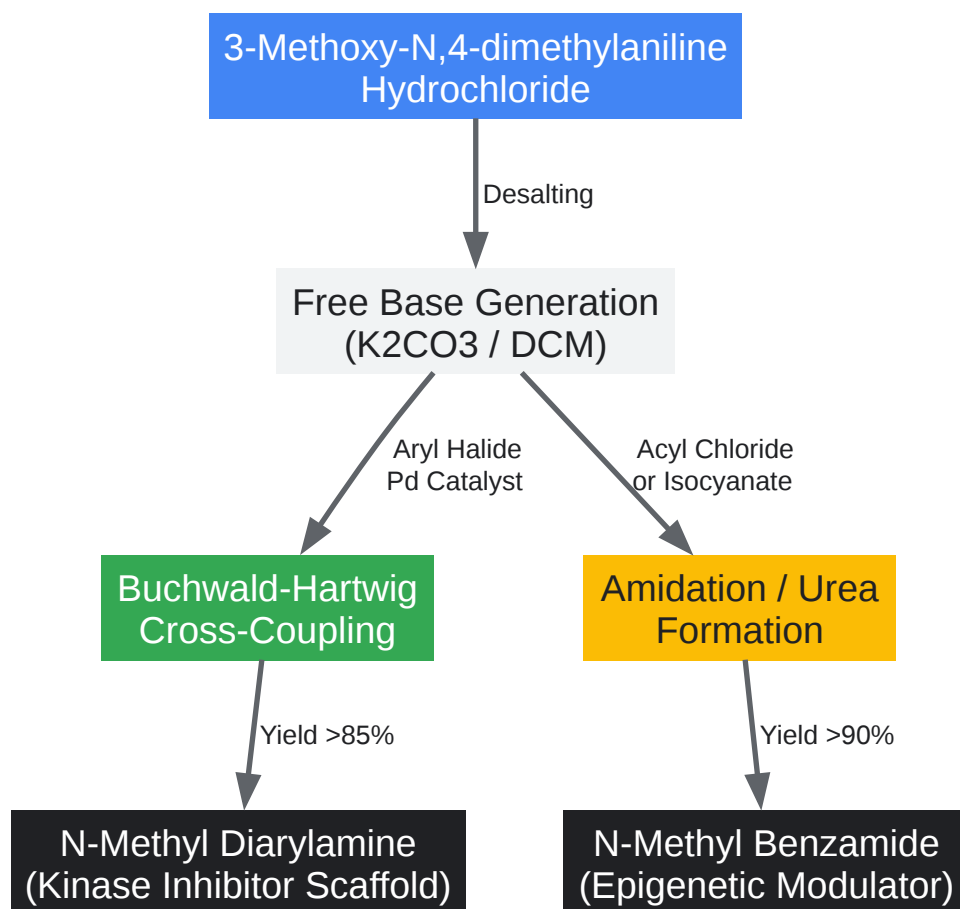 3-Methoxy-N,4-dimethylaniline
Hydrochloride
Desalting
Free Base Generation
(K2CO3 / DCM)
Aryl Halide
Pd Catalyst
Acyl Chloride
or Isocyanate
Buchwald-Hartwig
Cross-Coupling
Amidation / Urea
Formation
Yield >85%
Yield >90%
N-Methyl Diarylamine
(Kinase Inhibitor Scaffold)
N-Methyl Benzamide
(Epigenetic Modulator)